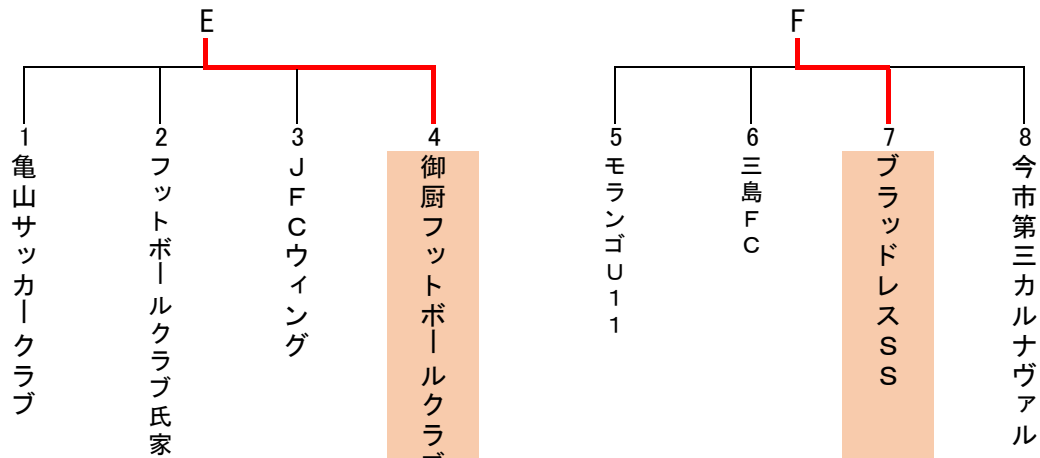 E
F
1
亀山サッカークラブ
2
フットボールクラブ氏家
3
JFCウィング
4
御厨フットボールクラブ
5
モランゴU11
6
三島FC
7
ブラッドレスSS
8
今市第三カルナヴァル